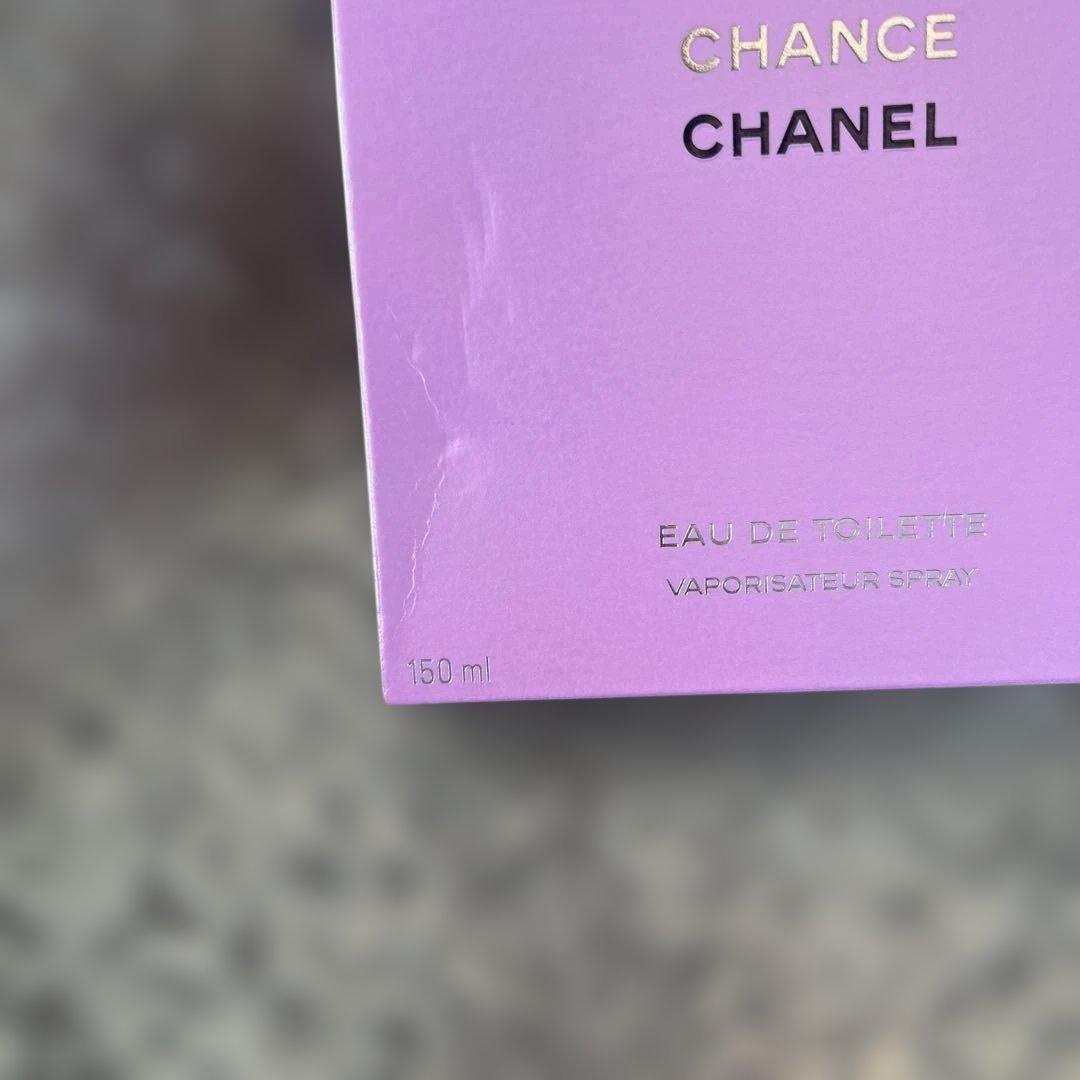 CHANCE
CHANEL
EAU DE TOILETTE
VAPORISATEUR SPRAY
150 ml